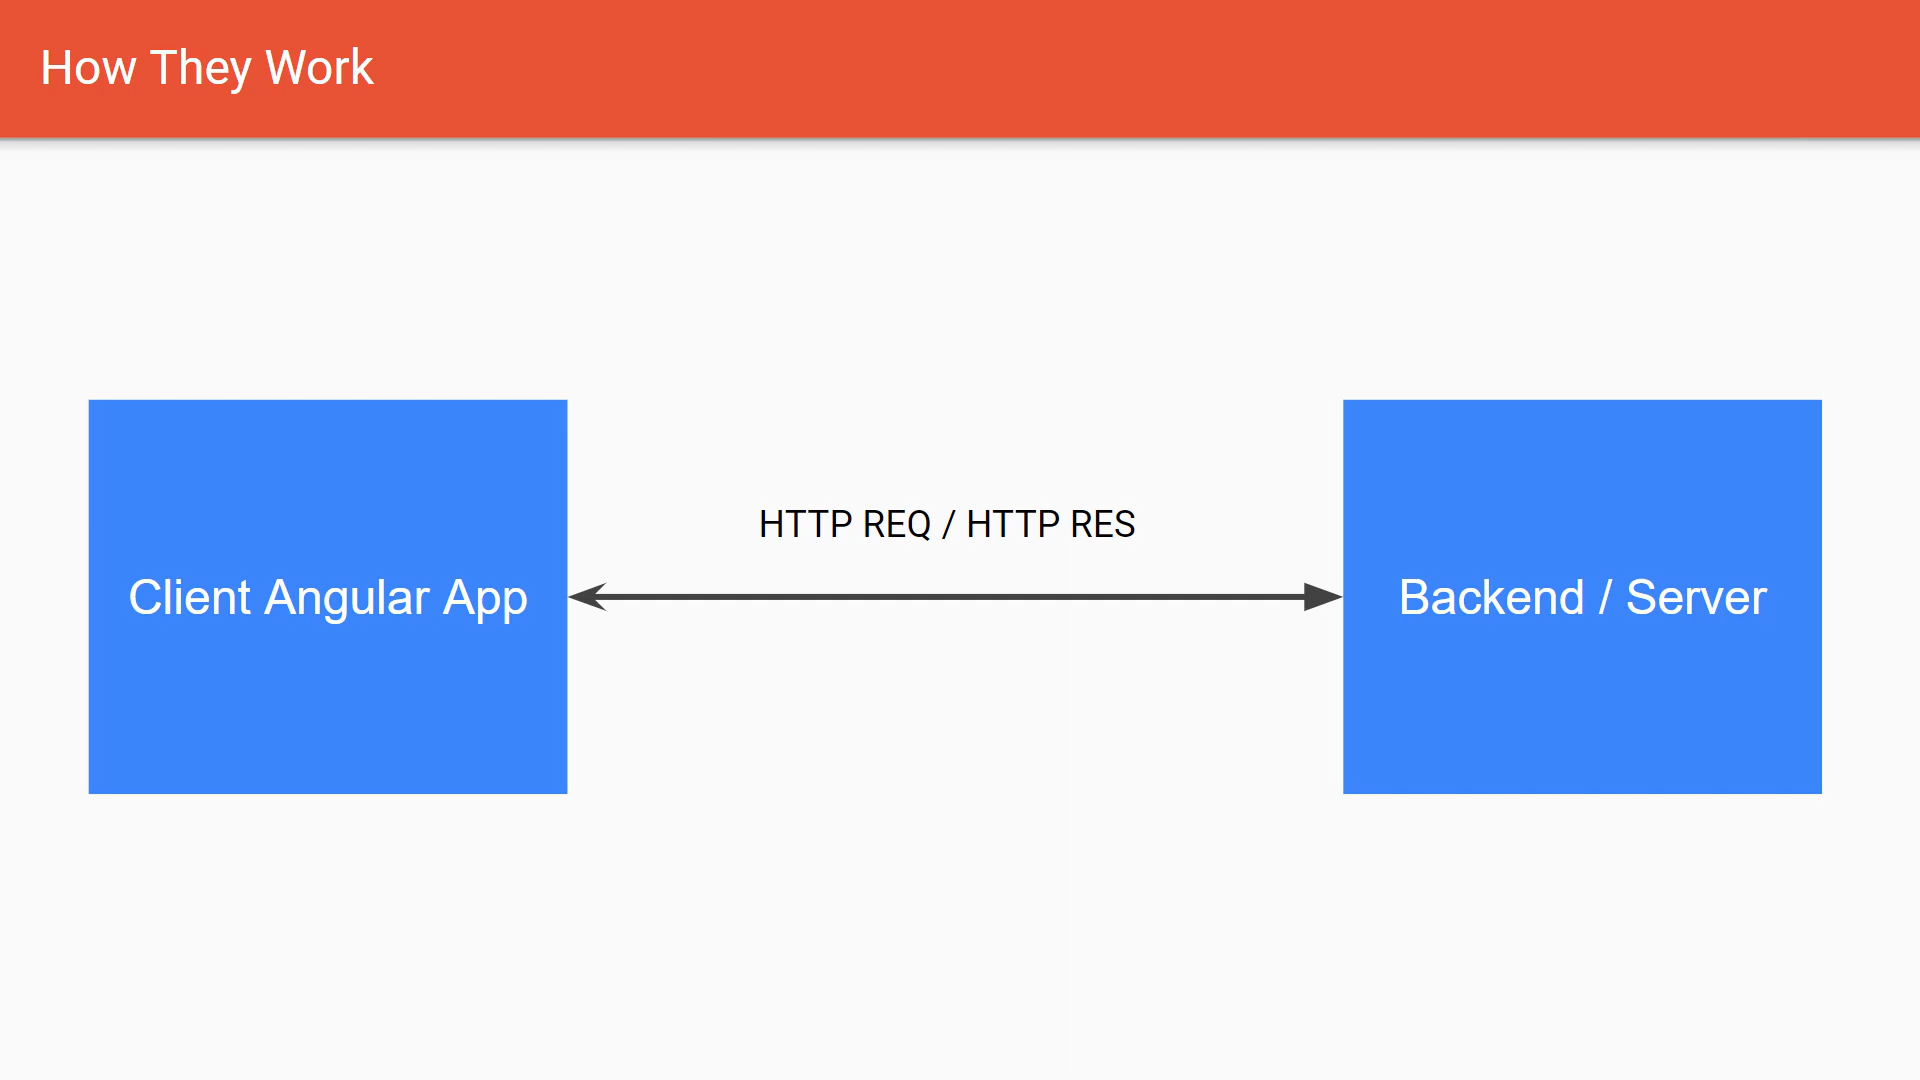 How They Work
HTTP REQ / HTTP RES
Client Angular App
Backend / Server